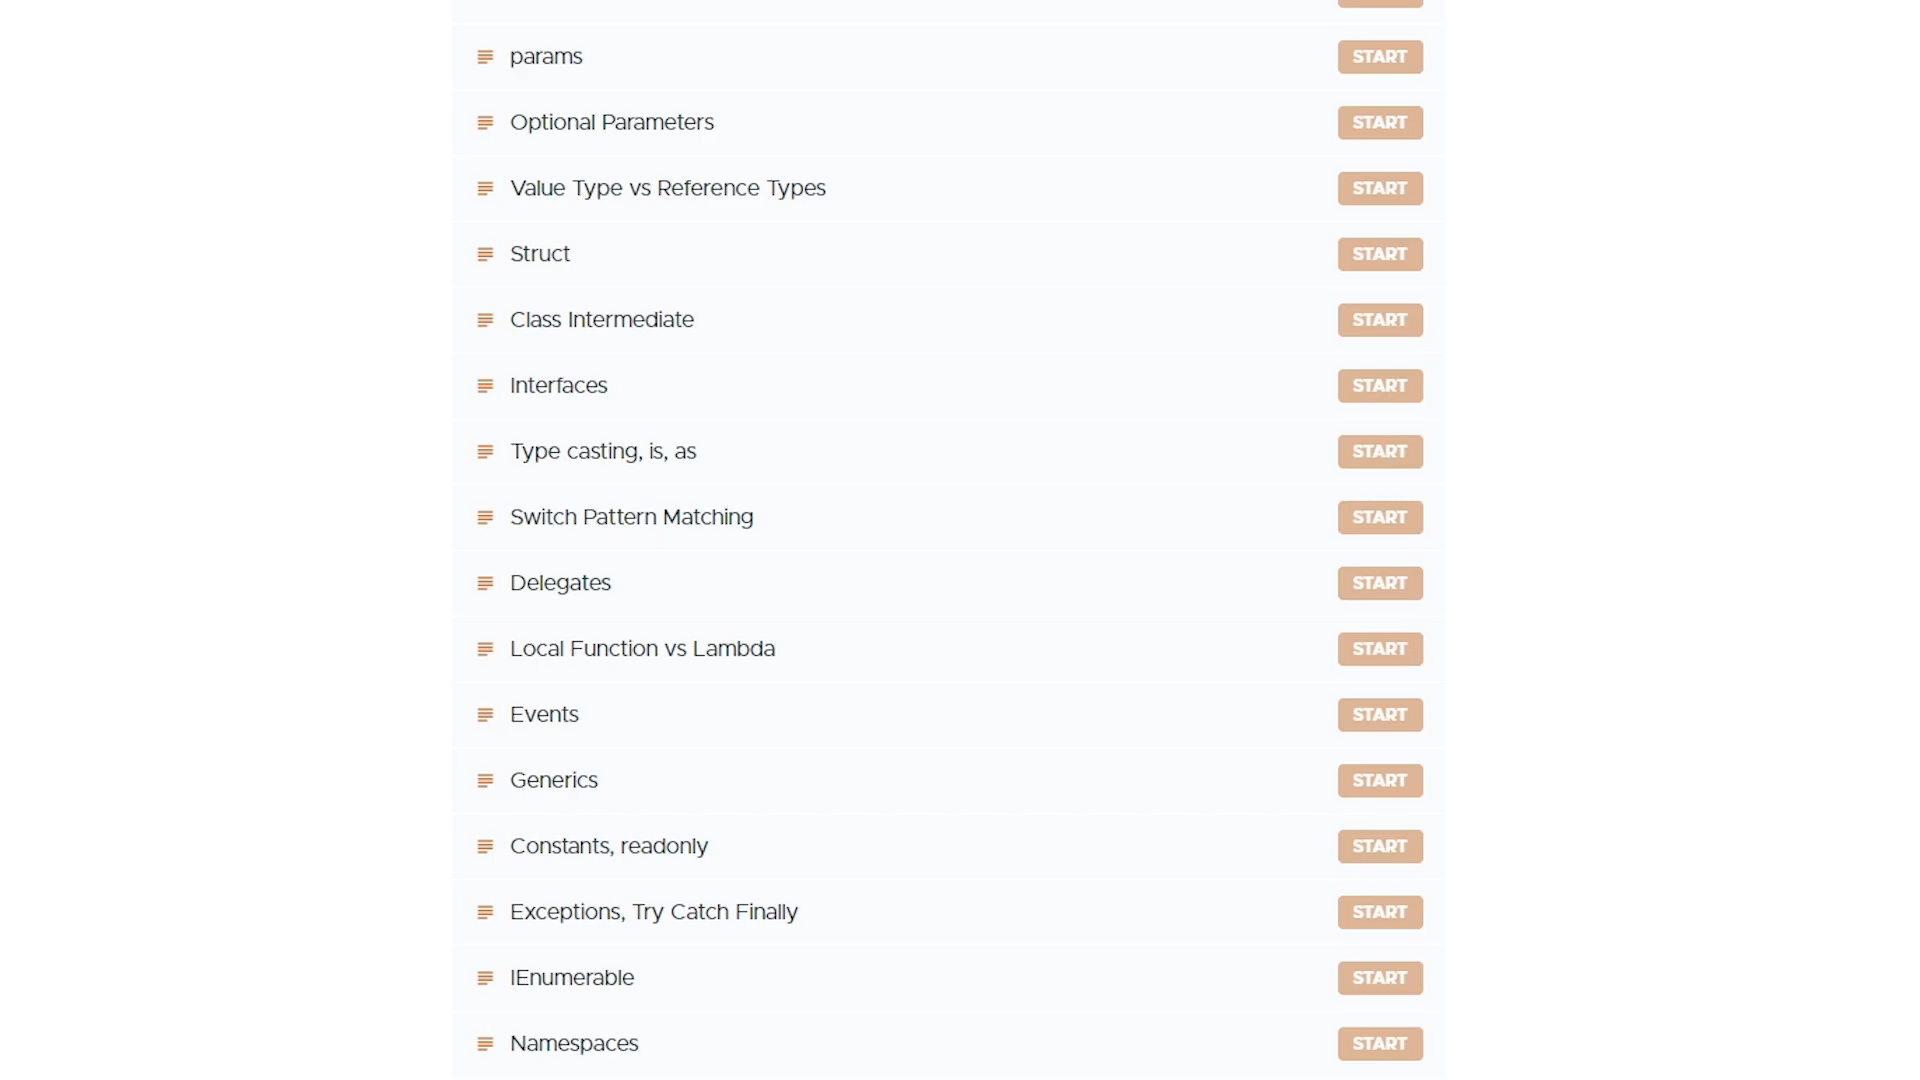 params START
Optional Parameters START
Value Type vs Reference Types START
Struct START
Class Intermediate START
Interfaces START
Type casting, is, as START
Switch Pattern Matching START
Delegates START
Local Function vs Lambda START
Events START
Generics START
Constants, readonly START
Exceptions, Try Catch Finally START
IEnumerable START
Namespaces START